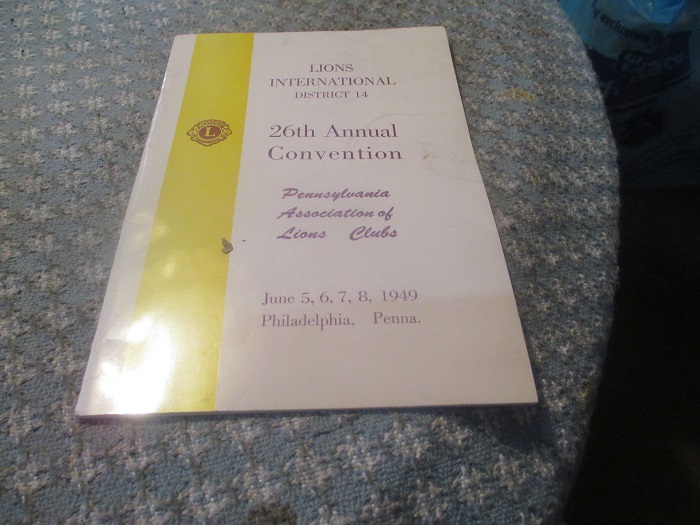 LIONS
INTERNATIONAL
DISTRICT 14
26th Annual
Convention
Pennsylvania
Association of
Lions Clubs
June 5, 6, 7, 8, 1949
Philadelphia, Penna.
L